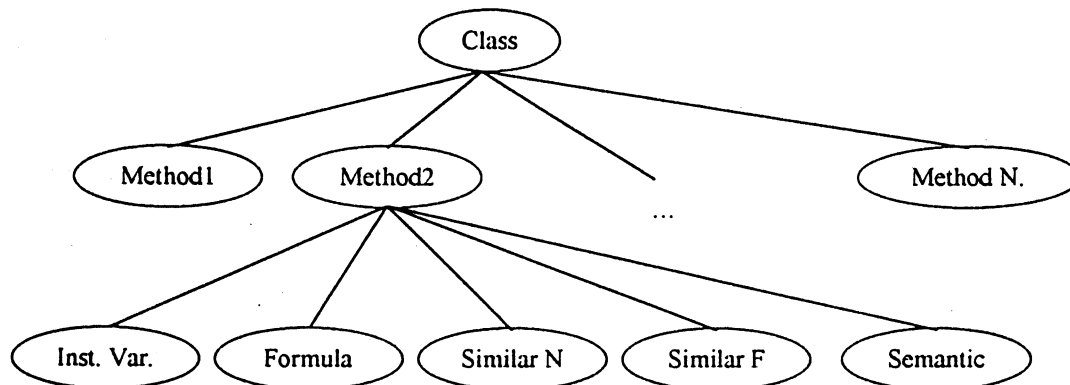 Class
Method1 Method2 Method N.
...
Inst. Var. Formula Similar N Similar F Semantic